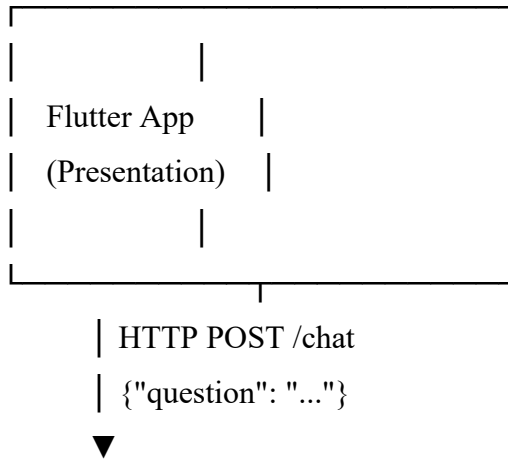 Flutter App
(Presentation)
HTTP POST /chat
{"question": "..."}